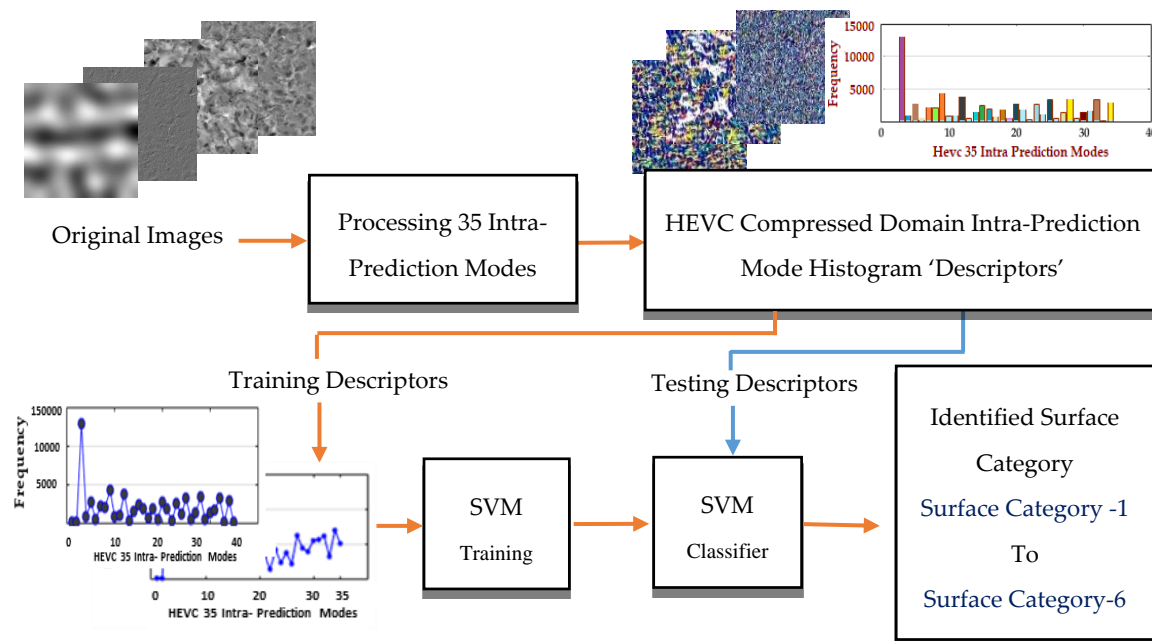 15000
10000
5000
0
10
20
30
40
Frequency
Hevc 35 Intra Prediction Modes
Original Images
Processing 35 Intra-
Prediction Modes
HEVC Compressed Domain Intra-Prediction
Mode Histogram ‘Descriptors’
Training Descriptors
Testing Descriptors
150000
10000
5000
Frequency
0 10 20 30 40
HEVC 35 Intra- Prediction Modes
0 10 20 30 35
HEVC 35 Intra- Prediction Modes
SVM
Training
SVM
Classifier
Identified Surface
Category
Surface Category -1
To
Surface Category-6